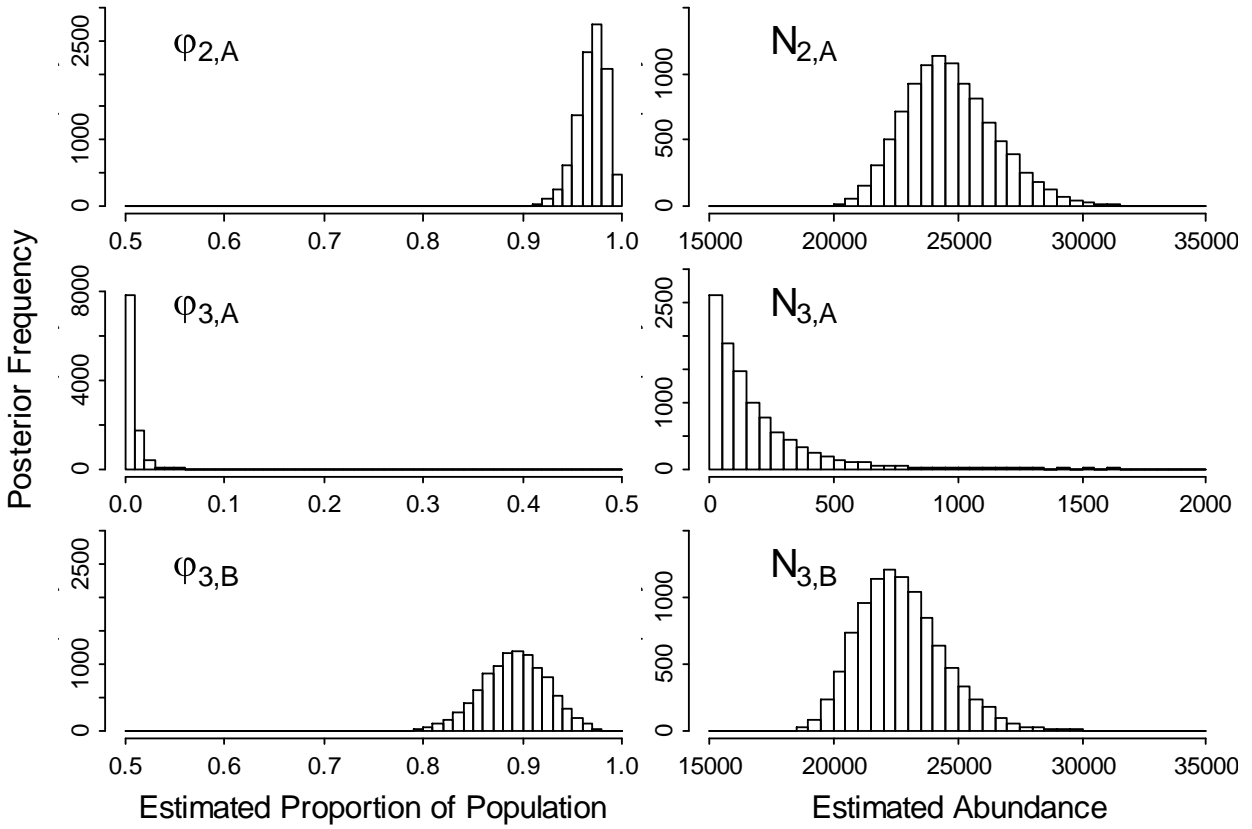 φ2,A
N2,A
0 1000 2500
0 500 1000
0.5 0.6 0.7 0.8 0.9 1.0
15000 20000 25000 30000 35000
φ3,A
N3,A
0 4000 8000
0 1000 2500
0.0 0.1 0.2 0.3 0.4 0.5
0 500 1000 1500 2000
φ3,B
N3,B
0 1000 2500
0 500 1000
0.5 0.6 0.7 0.8 0.9 1.0
15000 20000 25000 30000 35000
Posterior Frequency
Estimated Proportion of Population
Estimated Abundance